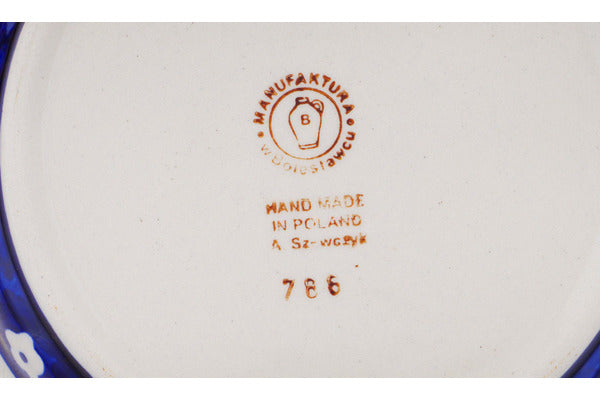 MANUFAKTURA
w Bolesławcu
B
HAND MADE
IN POLAND
A. Sz-wczyk
786